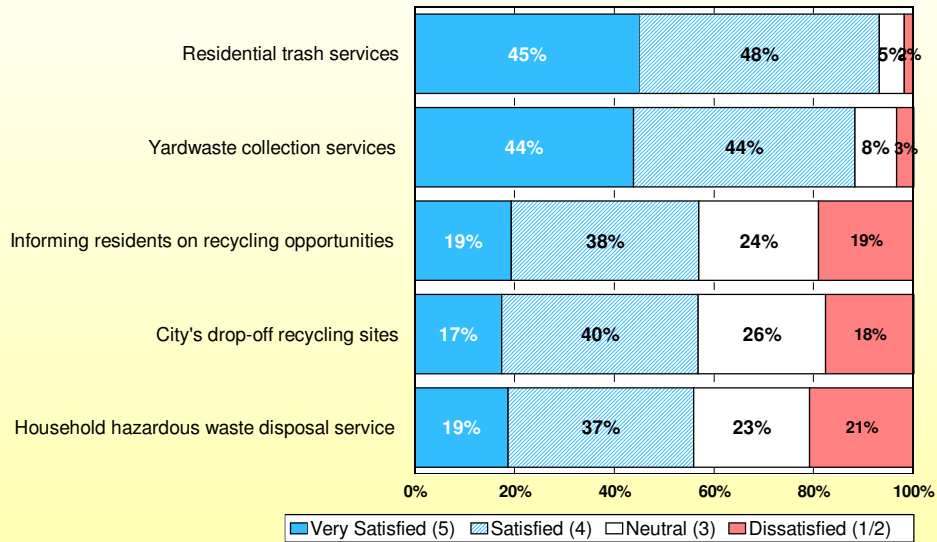 Residential trash services 45% 48% 5% 2%
Yardwaste collection services 44% 44% 8% 3%
Informing residents on recycling opportunities 19% 38% 24% 19%
City's drop-off recycling sites 17% 40% 26% 18%
Household hazardous waste disposal service 19% 37% 23% 21%
0% 20% 40% 60% 80% 100%
Very Satisfied (5) Satisfied (4) Neutral (3) Dissatisfied (1/2)